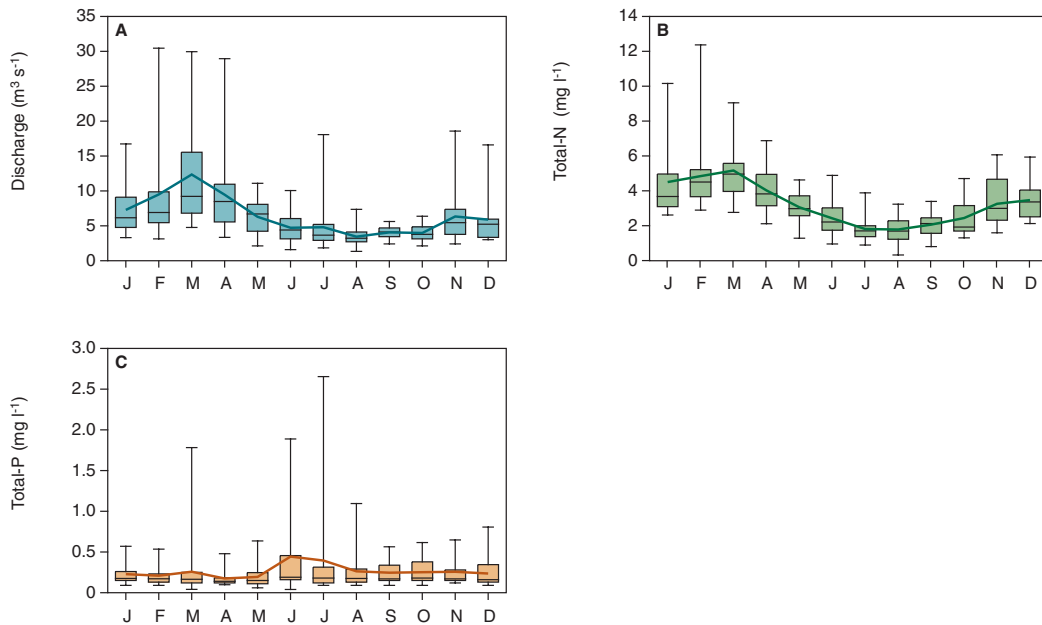 A
Discharge (m³ s⁻¹)
35
30
25
20
15
10
5
0
J F M A M J J A S O N D
B
Total-N (mg l⁻¹)
14
12
10
8
6
4
2
0
J F M A M J J A S O N D
C
Total-P (mg l⁻¹)
3.0
2.5
2.0
1.5
1.0
0.5
0
J F M A M J J A S O N D